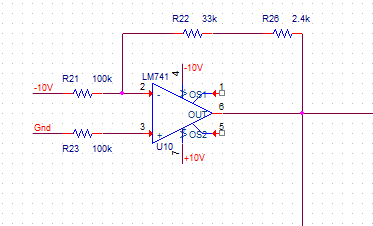 R22 33k R26 2.4k
-10V
R21 100k LM741 4 1
-10V 2 - OS1
OUT 6
Gnd 3 + OS2 5
R23 100k U10 7
+10V